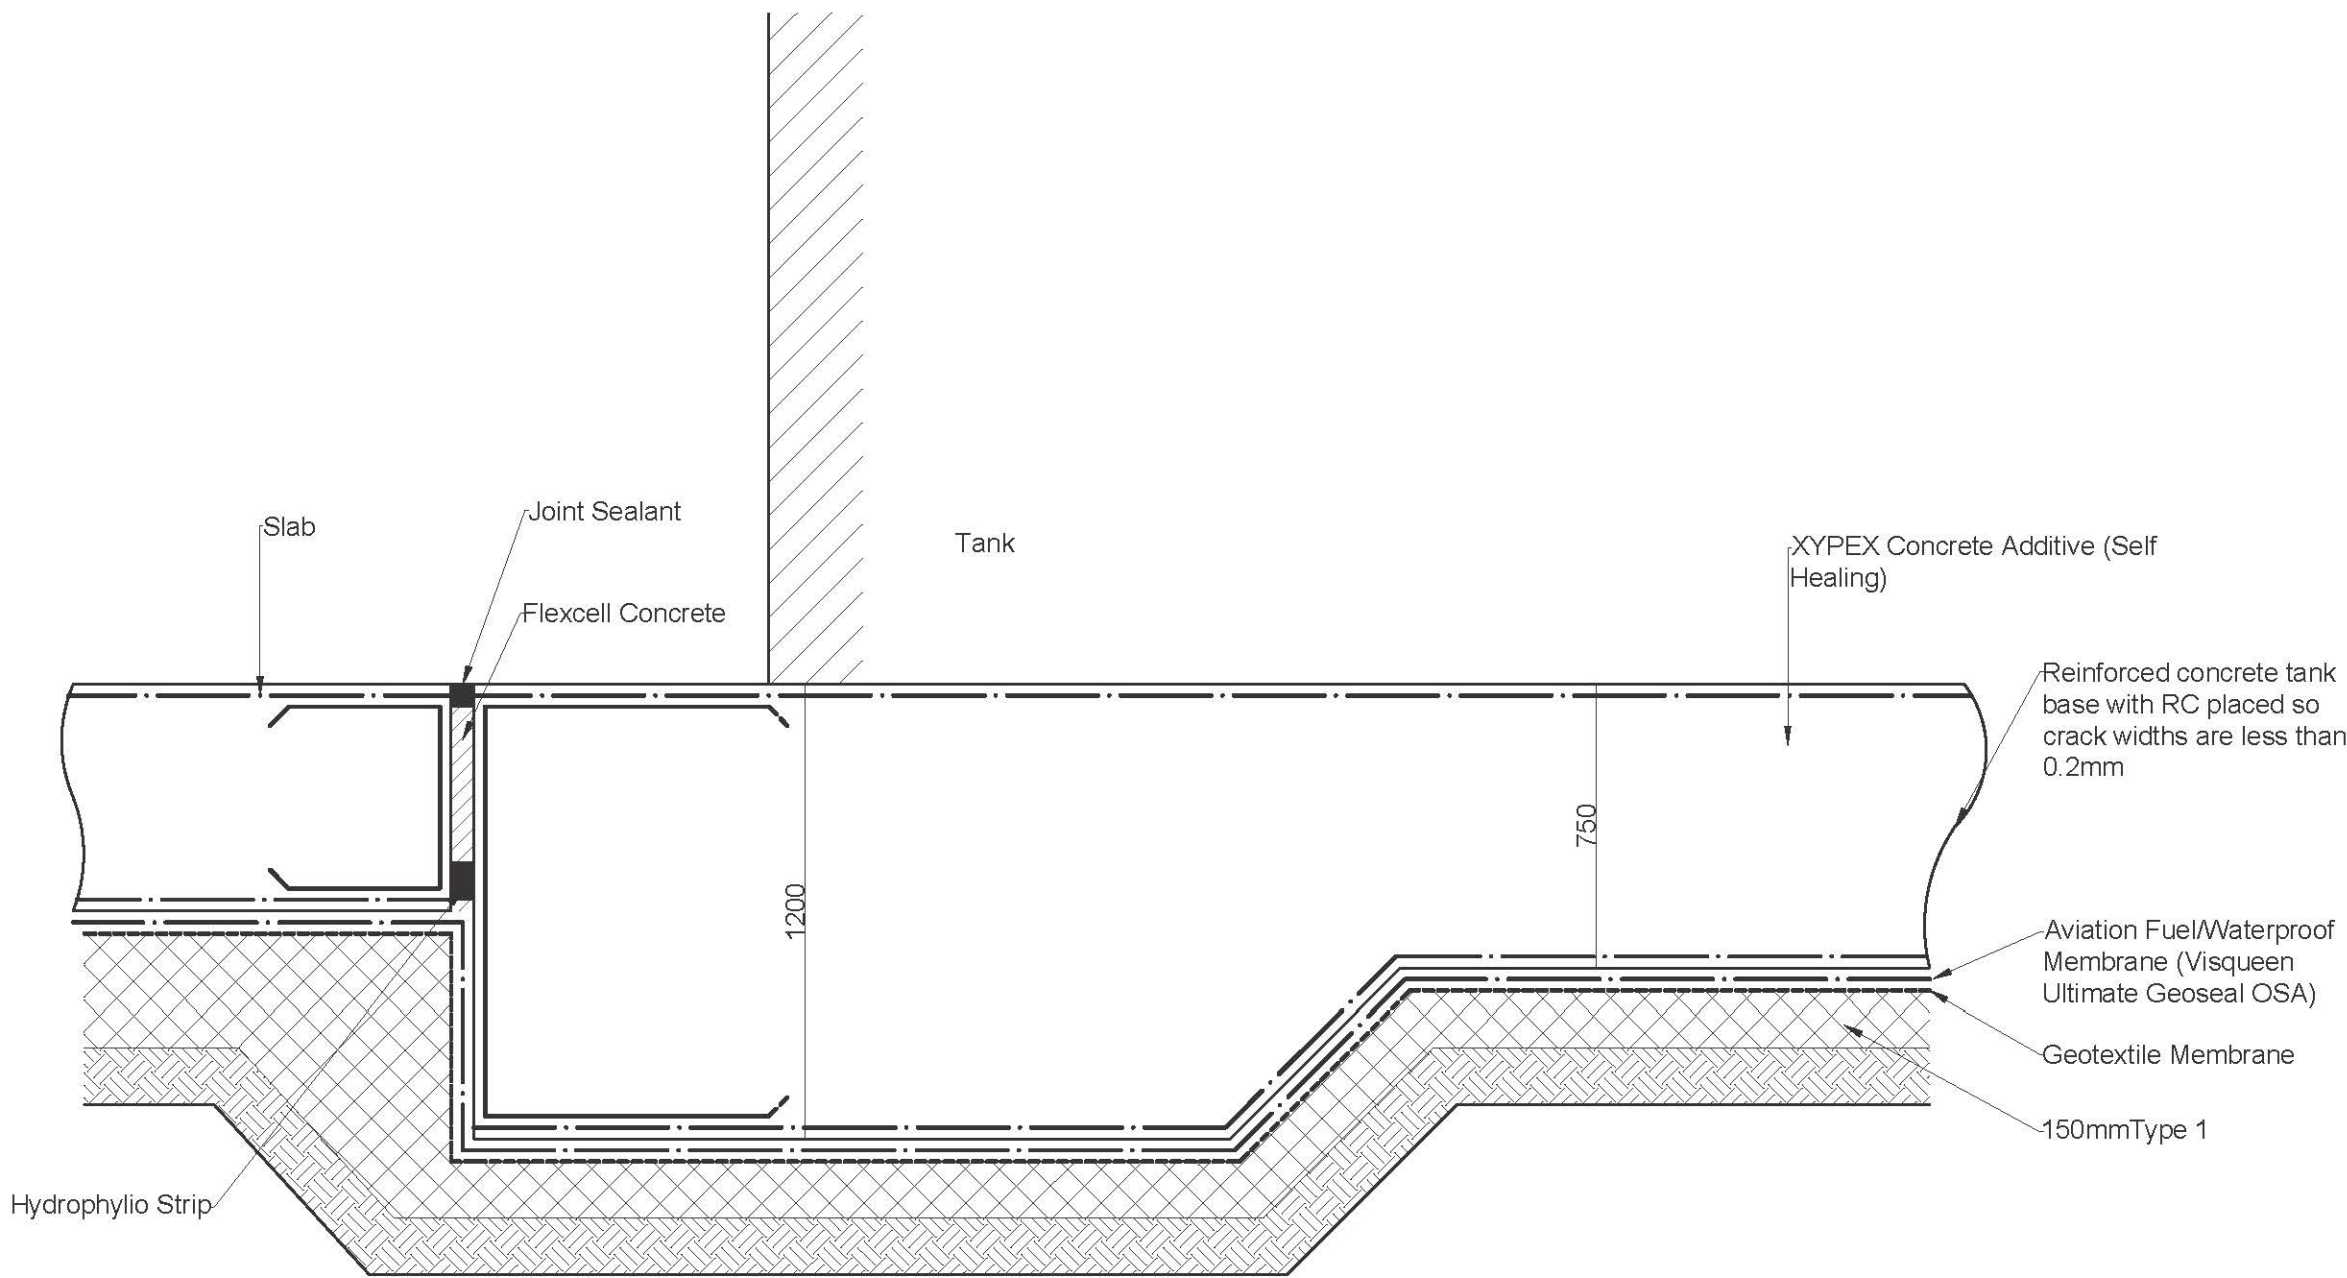 Joint Sealant
Slab
Tank
XYPEX Concrete Additive (Self
Healing)
Flexcell Concrete
Reinforced concrete tank
base with RC placed so
crack widths are less than
0.2mm
750
1200
Aviation Fuel/Waterproof
Membrane (Visqueen
Ultimate Geoseal OSA)
Geotextile Membrane
150mmType 1
Hydrophylio Strip